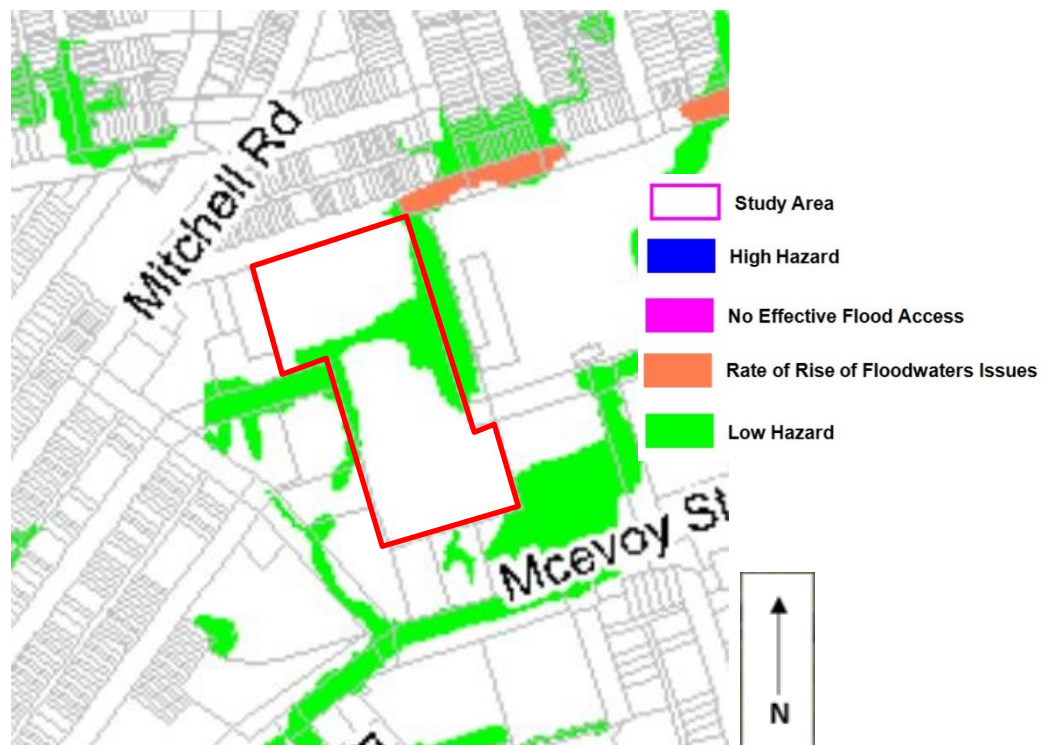 Mitchell Rd
Study Area
High Hazard
No Effective Flood Access
Rate of Rise of Floodwaters Issues
Low Hazard
Mcevoy St
N